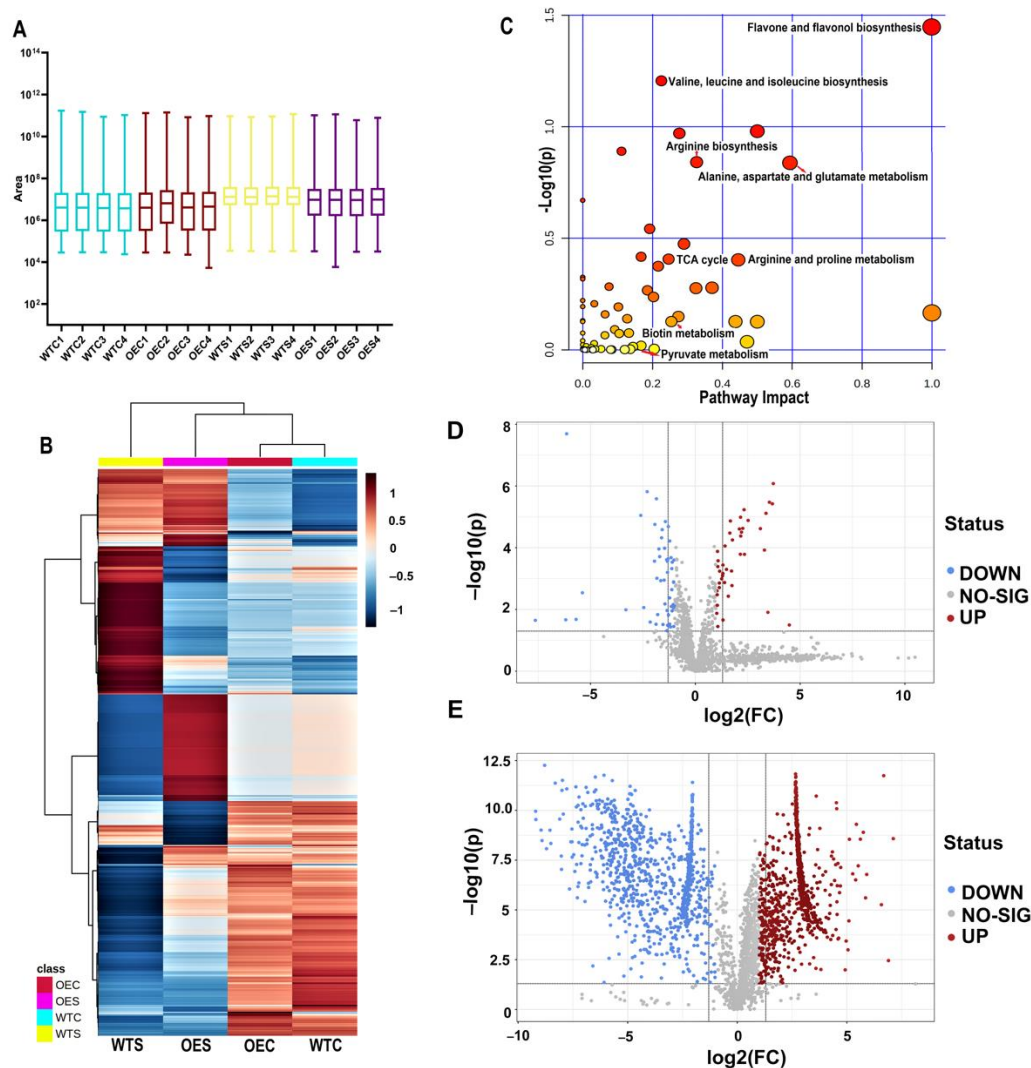 A
10^14
10^12
10^10
10^8
10^6
10^4
10^2
Area
WTC1 WTC2 WTC3 WTC4 OEC1 OEC2 OEC3 OEC4 WTS1 WTS2 WTS3 WTS4 OES1 OES2 OES3 OES4
C
1.5
1.0
0.5
0.0
-Log10(p)
Flavone and flavonol biosynthesis
Valine, leucine and isoleucine biosynthesis
Arginine biosynthesis
Alanine, aspartate and glutamate metabolism
TCA cycle
Arginine and proline metabolism
Biotin metabolism
Pyruvate metabolism
0.0 0.2 0.4 0.6 0.8 1.0
Pathway Impact
B
1
0.5
0
−0.5
−1
class
OEC
OES
WTC
WTS
WTS OES OEC WTC
D
8
6
4
2
0
−log10(p)
−5 0 5 10
log2(FC)
Status
DOWN
NO-SIG
UP
E
12.5
10.0
7.5
5.0
2.5
0.0
−log10(p)
−10 −5 0 5
log2(FC)
Status
DOWN
NO-SIG
UP